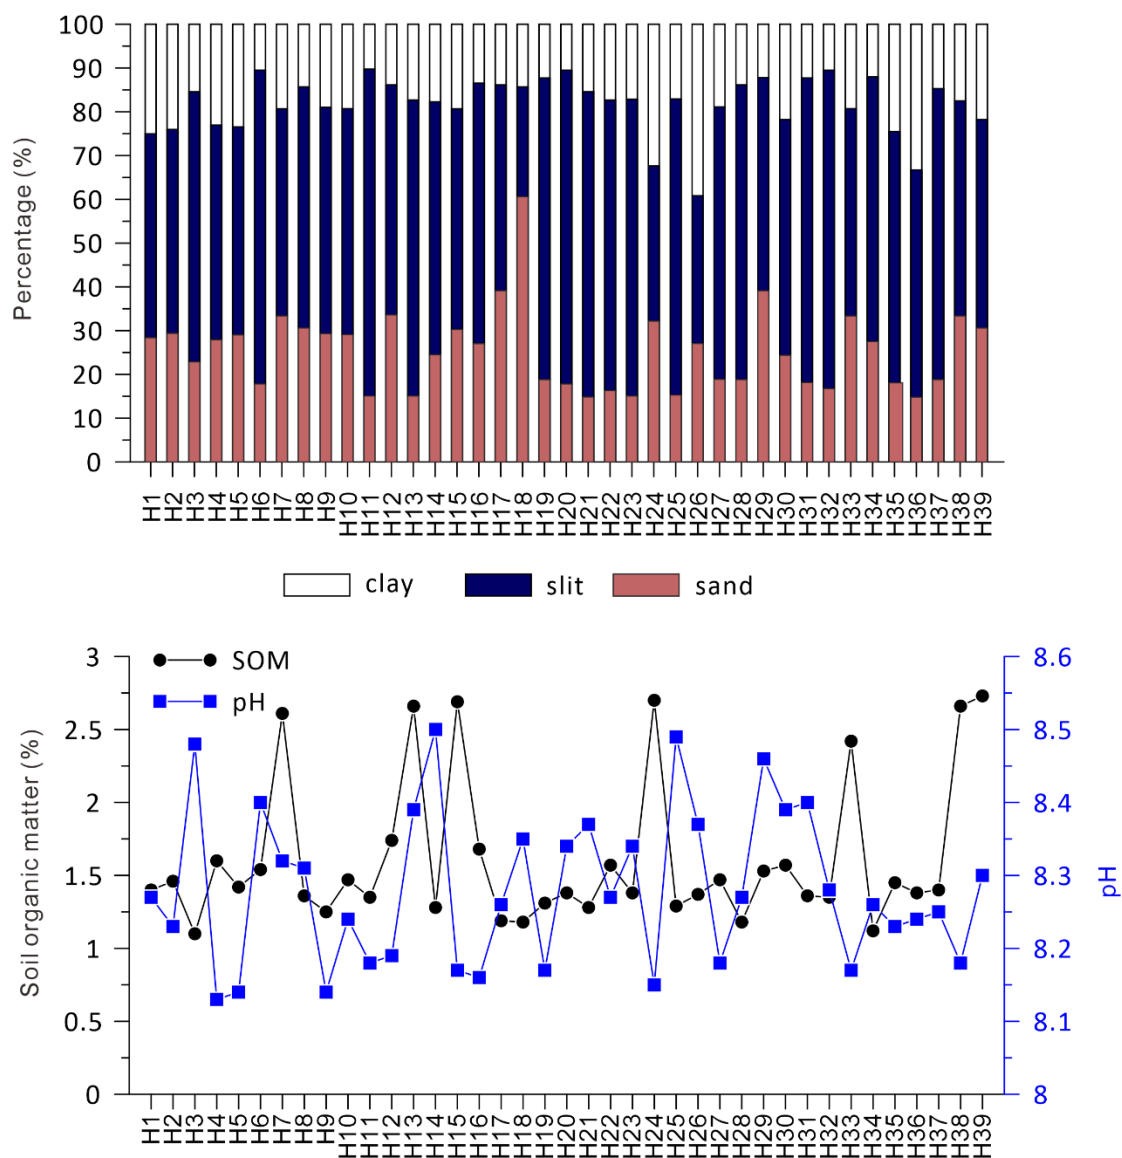 Percentage (%)
100
90
80
70
60
50
40
30
20
10
0
H1
H2
H3
H4
H5
H6
H7
H8
H9
H10
H11
H12
H13
H14
H15
H16
H17
H18
H19
H20
H21
H22
H23
H24
H25
H26
H27
H28
H29
H30
H31
H32
H33
H34
H35
H36
H37
H38
H39
clay slit sand
SOM
pH
Soil organic matter (%)
3
2.5
2
1.5
1
0.5
0
8.6
8.5
8.4
8.3
8.2
8.1
8
pH
H1
H2
H3
H4
H5
H6
H7
H8
H9
H10
H11
H12
H13
H14
H15
H16
H17
H18
H19
H20
H21
H22
H23
H24
H25
H26
H27
H28
H29
H30
H31
H32
H33
H34
H35
H36
H37
H38
H39